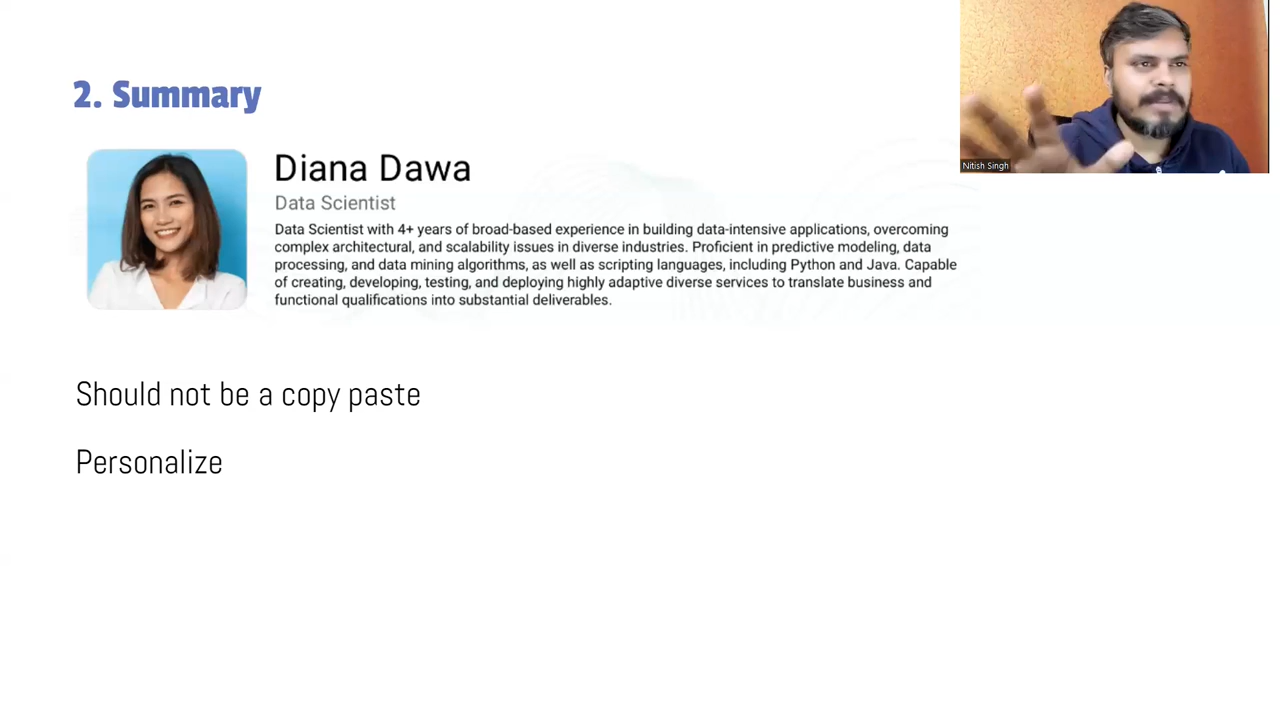 2. Summary
Nitish Singh
Diana Dawa
Data Scientist
Data Scientist with 4+ years of broad-based experience in building data-intensive applications, overcoming
complex architectural, and scalability issues in diverse industries. Proficient in predictive modeling, data
processing, and data mining algorithms, as well as scripting languages, including Python and Java. Capable
of creating, developing, testing, and deploying highly adaptive diverse services to translate business and
functional qualifications into substantial deliverables.
Should not be a copy paste
Personalize